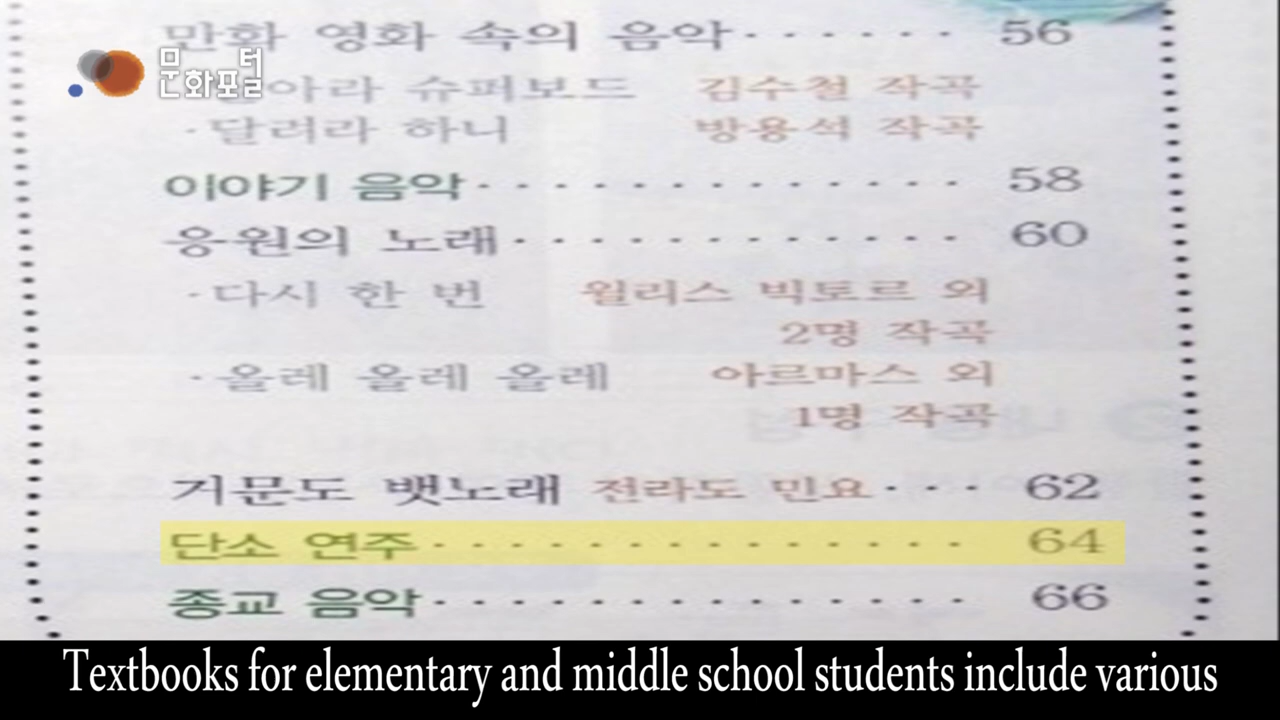 만화 영화 속의 음악 · · · · · · 56
문화포털
아라 슈퍼보드 김수철 작곡
· 달려라 하니 방용석 작곡
이야기 음악 · · · · · · · · · · · · 58
응원의 노래 · · · · · · · · · · · 60
· 다시 한 번 윌리스 빅토르 외
2명 작곡
· 올레 올레 올레 아르마스 외
1명 작곡
거문도 뱃노래 전라도 민요 · · · 62
단소 연주 · · · · · · · · · · · · · 64
종교 음악 · · · · · · · · · · · · · 66
Textbooks for elementary and middle school students include various